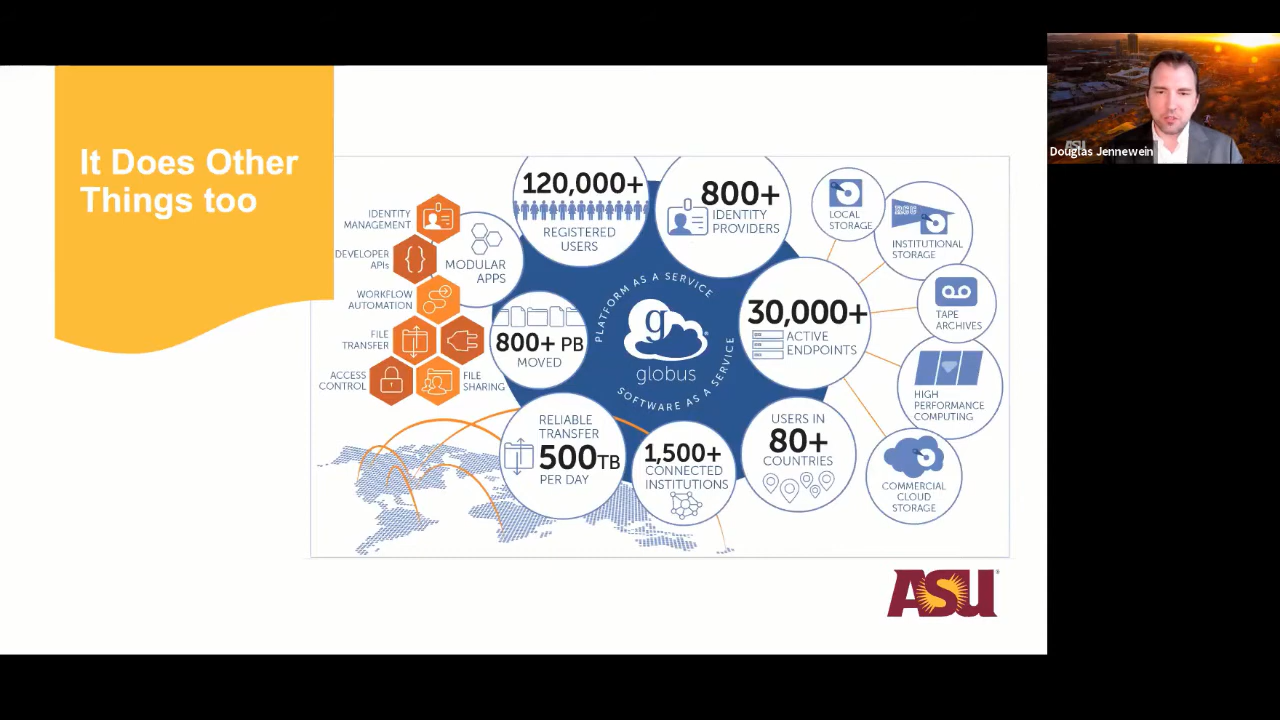 It Does Other
Things too
IDENTITY
MANAGEMENT
DEVELOPER
APIs
WORKFLOW
AUTOMATION
FILE
TRANSFER
ACCESS
CONTROL
FILE
SHARING
MODULAR
APPS
120,000+
REGISTERED
USERS
800+
IDENTITY
PROVIDERS
800+ PB
MOVED
PLATFORM AS A SERVICE
g
globus
SOFTWARE AS A SERVICE
30,000+
ACTIVE
ENDPOINTS
RELIABLE
TRANSFER
500TB
PER DAY
1,500+
CONNECTED
INSTITUTIONS
USERS IN
80+
COUNTRIES
LOCAL
STORAGE
INSTITUTIONAL
STORAGE
TAPE
ARCHIVES
HIGH
PERFORMANCE
COMPUTING
COMMERCIAL
CLOUD
STORAGE
ASU
ASU
Douglas Jennewein